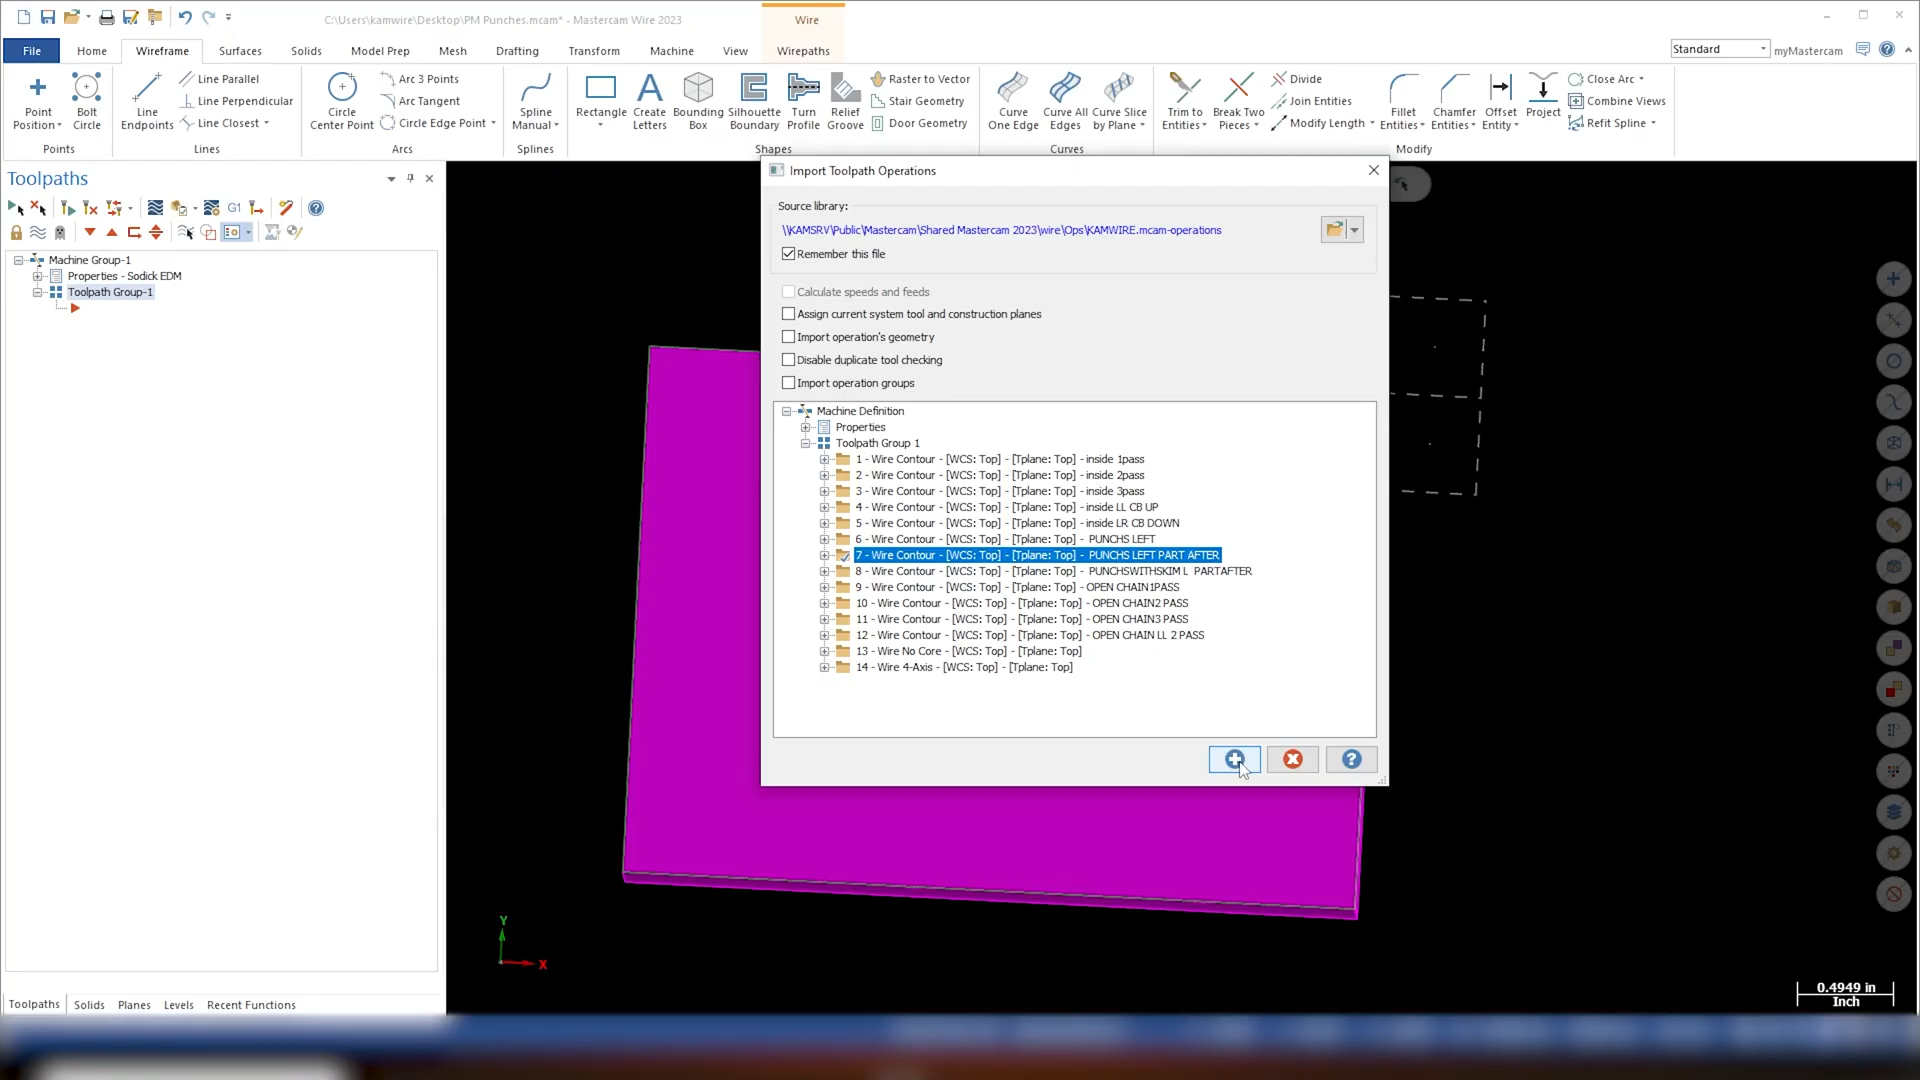 C:\Users\kamwire\Desktop\PM Punches.mcam* - Mastercam Wire 2023
Wire
File
Home
Wireframe
Surfaces
Solids
Model Prep
Mesh
Drafting
Transform
Machine
View
Wirepaths
Standard
myMastercam
Point Position
Bolt Circle
Points
Line Endpoints
Line Parallel
Line Perpendicular
Line Closest
Lines
Circle Center Point
Arc 3 Points
Arc Tangent
Circle Edge Point
Arcs
Spline Manual
Splines
Rectangle
Create Letters
Bounding Box
Silhouette Boundary
Turn Profile
Relief Groove
Raster to Vector
Stair Geometry
Door Geometry
Shapes
Curve One Edge
Curve All Edges
Curve Slice by Plane
Curves
Trim to Entities
Break Two Pieces
Divide
Join Entities
Modify Length
Fillet Entities
Chamfer Entities
Offset Entity
Project
Close Arc
Combine Views
Refit Spline
Modify
Toolpaths
G1
Machine Group-1
Properties - Sodick EDM
Toolpath Group-1
Import Toolpath Operations
Source library:
\\KAMSRV\Public\Mastercam\Shared Mastercam 2023\wire\Ops\KAMWIRE.mcam-operations
Remember this file
Calculate speeds and feeds
Assign current system tool and construction planes
Import operation's geometry
Disable duplicate tool checking
Import operation groups
Machine Definition
Properties
Toolpath Group 1
1 - Wire Contour - [WCS: Top] - [Tplane: Top] - inside 1pass
2 - Wire Contour - [WCS: Top] - [Tplane: Top] - inside 2pass
3 - Wire Contour - [WCS: Top] - [Tplane: Top] - inside 3pass
4 - Wire Contour - [WCS: Top] - [Tplane: Top] - inside LL CB UP
5 - Wire Contour - [WCS: Top] - [Tplane: Top] - inside LR CB DOWN
6 - Wire Contour - [WCS: Top] - [Tplane: Top] - PUNCHS LEFT
7 - Wire Contour - [WCS: Top] - [Tplane: Top] - PUNCHS LEFT PART AFTER
8 - Wire Contour - [WCS: Top] - [Tplane: Top] - PUNCHSWITHSKIM L PARTAFTER
9 - Wire Contour - [WCS: Top] - [Tplane: Top] - OPEN CHAIN1PASS
10 - Wire Contour - [WCS: Top] - [Tplane: Top] - OPEN CHAIN2 PASS
11 - Wire Contour - [WCS: Top] - [Tplane: Top] - OPEN CHAIN3 PASS
12 - Wire Contour - [WCS: Top] - [Tplane: Top] - OPEN CHAIN LL 2 PASS
13 - Wire No Core - [WCS: Top] - [Tplane: Top]
14 - Wire 4-Axis - [WCS: Top] - [Tplane: Top]
Y
X
0.4949 in
Inch
Toolpaths
Solids
Planes
Levels
Recent Functions